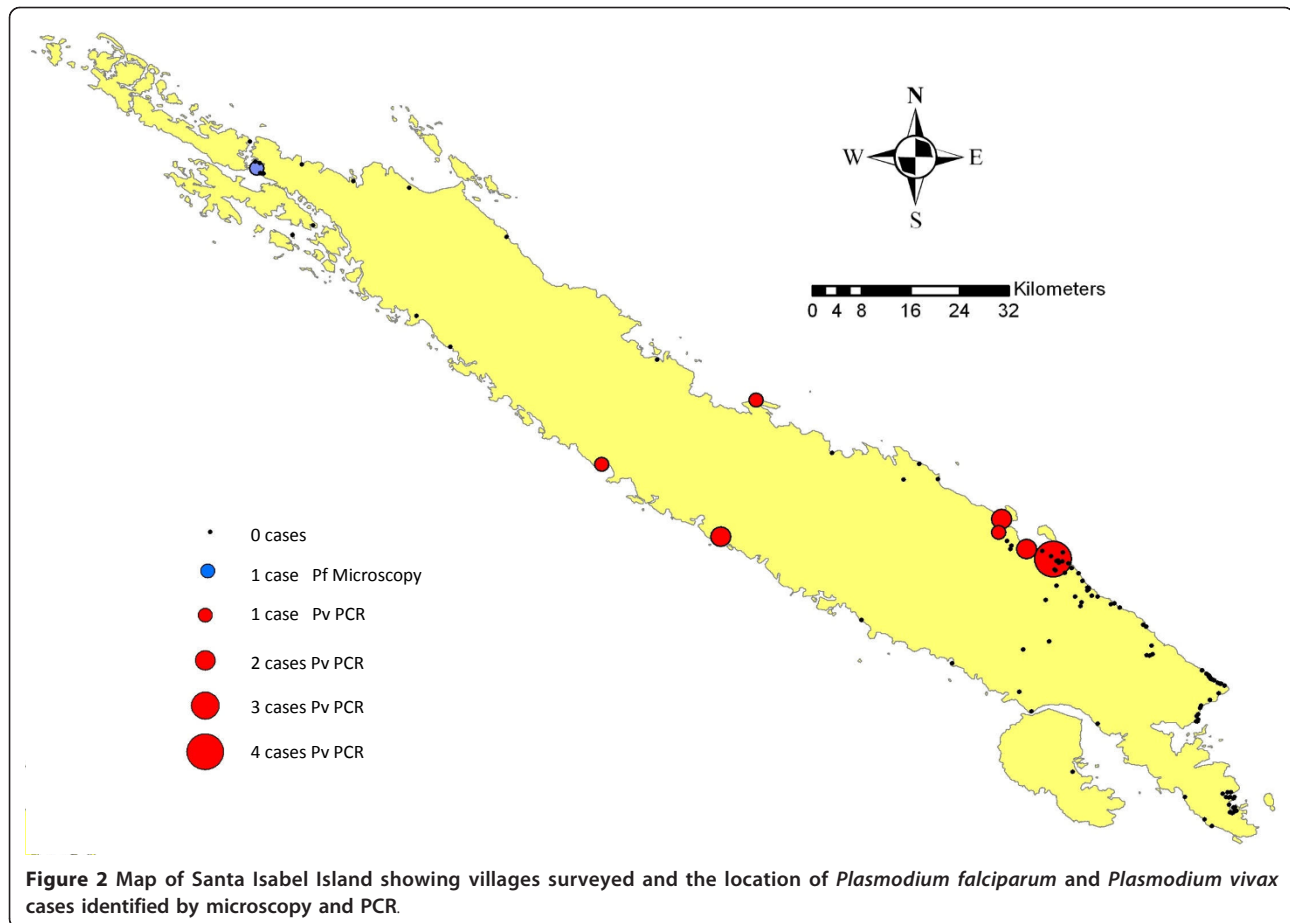 N
W E
S
Kilometers
0 4 8 16 24 32
0 cases
1 case Pf Microscopy
1 case Pv PCR
2 cases Pv PCR
3 cases Pv PCR
4 cases Pv PCR
Figure 2 Map of Santa Isabel Island showing villages surveyed and the location of Plasmodium falciparum and Plasmodium vivax
cases identified by microscopy and PCR.